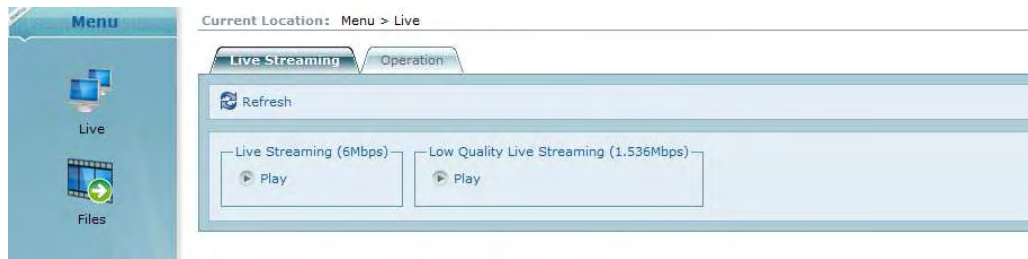 Menu
Current Location: Menu > Live
Live Streaming
Operation
Refresh
Live
Live Streaming (6Mbps)
Low Quality Live Streaming (1.536Mbps)
Play
Play
Files